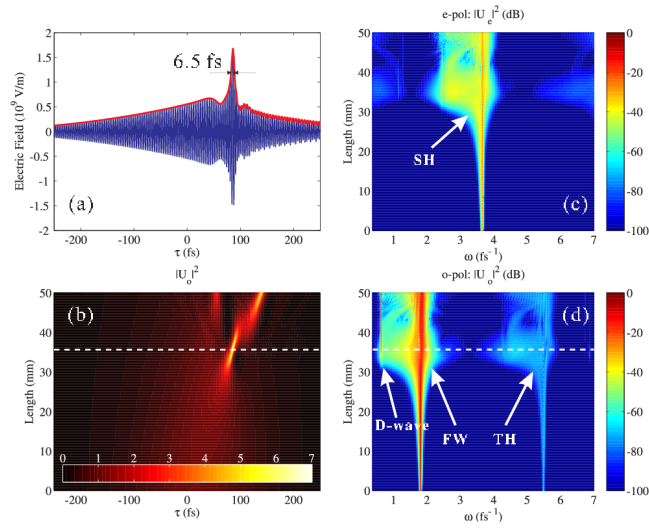 2
1.5
1
0.5
0
-0.5
-1
1.5
2
Electric Field (10⁹ V/m)
6.5 fs
(a)
-200 -100 0 100 200
τ (fs)
e-pol: |U_e|² (dB)
50
40
30
20
10
0
Length (mm)
SH
(c)
1 2 3 4 5 6 7
ω (fs⁻¹)
0
-20
-40
-60
-80
-100
|U_o|²
50
40
30
20
10
0
Length (mm)
(b)
0 1 2 3 4 5 6 7
-200 -100 0 100 200
τ (fs)
o-pol: |U_o|² (dB)
50
40
30
20
10
0
Length (mm)
(d)
D-wave
FW
TH
1 2 3 4 5 6 7
ω (fs⁻¹)
0
-20
-40
-60
-80
-100